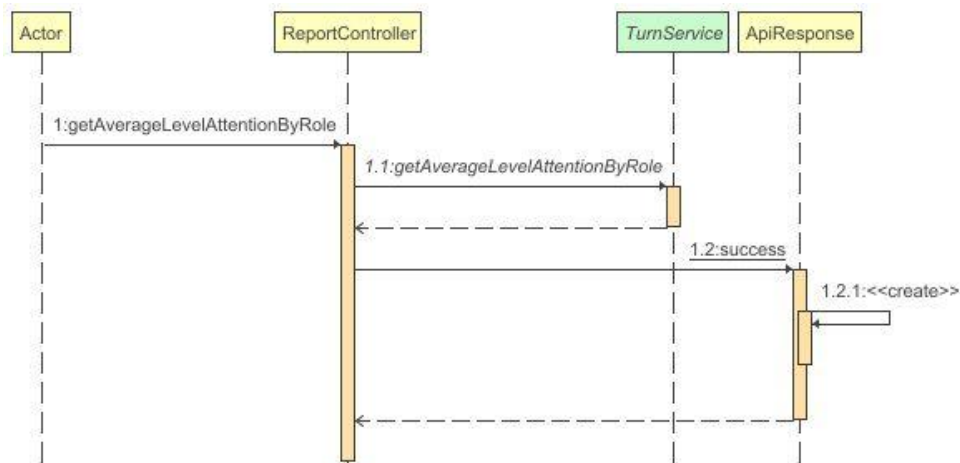 Actor
ReportController
TurnService
ApiResponse
1:getAverageLevelAttentionByRole
1.1:getAverageLevelAttentionByRole
1.2:success
1.2.1:<<create>>